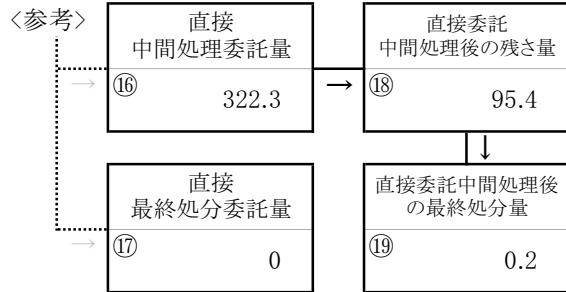 〈参考〉
直接
中間処理委託量
→
⑯
322.3
→
直接委託
中間処理後の残さ量
⑱
95.4
↓
直接
最終処分委託量
→
⑰
0
直接委託中間処理後
の最終処分量
⑲
0.2